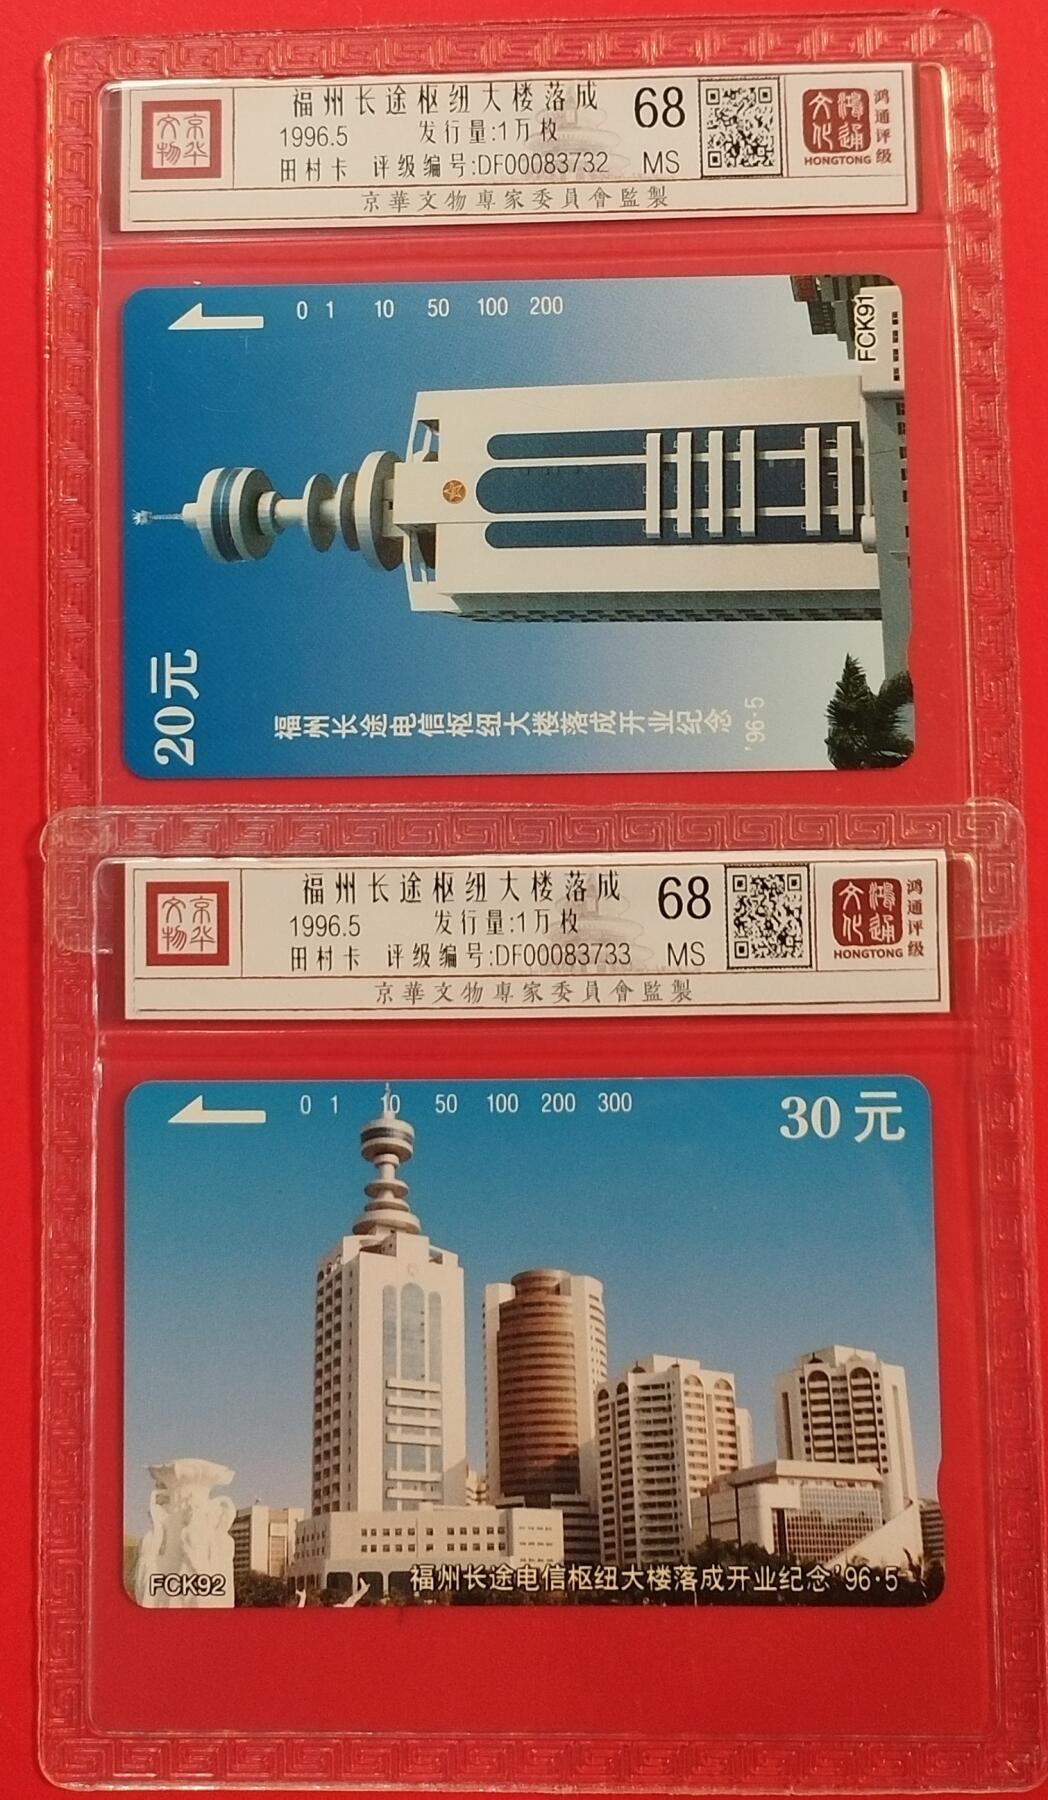 京华文物
福州长途枢纽大楼落成
68
1996.5 发行量:1万枚
田村卡 评级编号:DF00083732
MS
京華文物專家委員會監製
鴻通文化
HONGTONG
鸿通评级
0 1 10 50 100 200
FCK91
20元
福州长途电信枢纽大楼落成开业纪念
'96·5
京华文物
福州长途枢纽大楼落成
68
1996.5 发行量:1万枚
田村卡 评级编号:DF00083733
MS
京華文物專家委員會監製
鴻通文化
HONGTONG
鸿通评级
0 1 10 50 100 200 300
30元
FCK92
福州长途电信枢纽大楼落成开业纪念'96·5